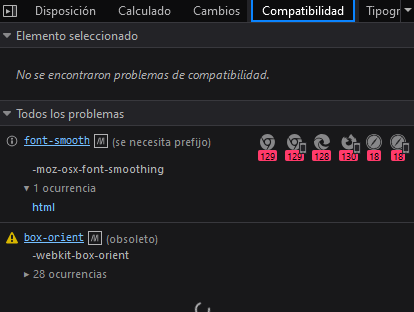 Disposición Calculado Cambios Compatibilidad Tipogr
Elemento seleccionado
No se encontraron problemas de compatibilidad.
Todos los problemas
font-smooth M (se necesita prefijo)
129 129 128 130 18 18
-moz-osx-font-smoothing
1 ocurrencia
html
box-orient M (obsoleto)
-webkit-box-orient
28 ocurrencias